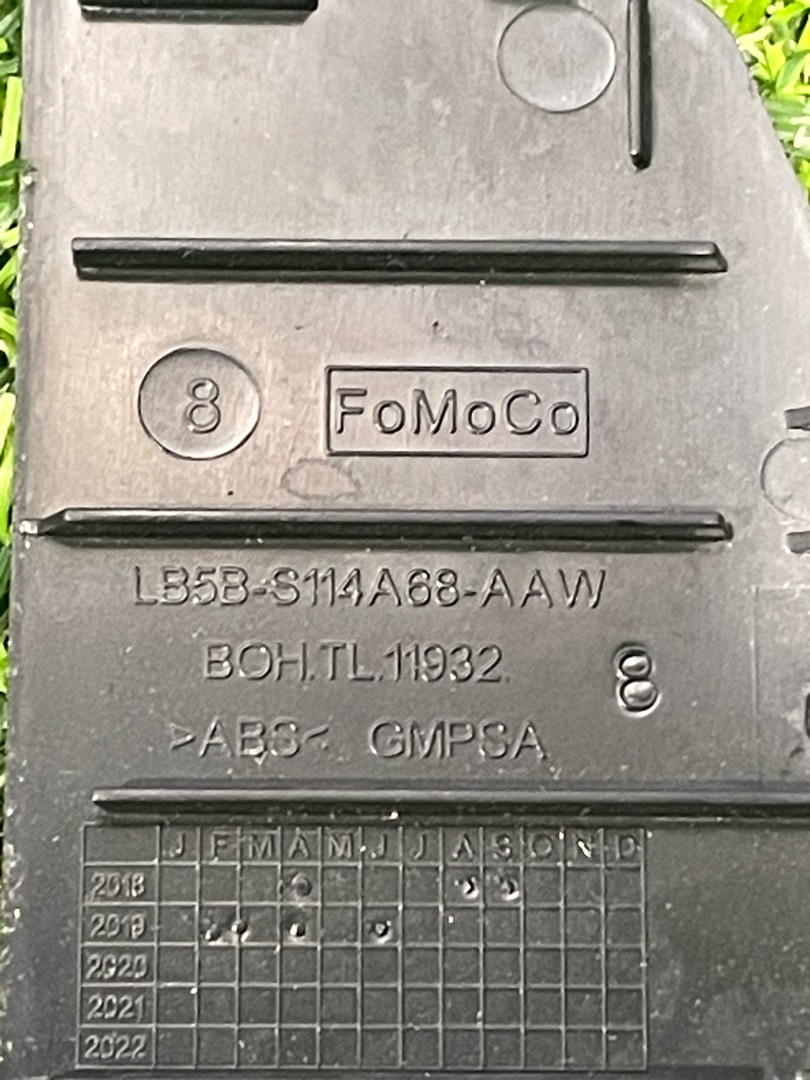 8 FoMoCo
LB5B-S114A68-AAW
BOH.TL.11932. 8
>ABS< GMPSA
J F M A M J J A S O N D
2018
2019
2020
2021
2022